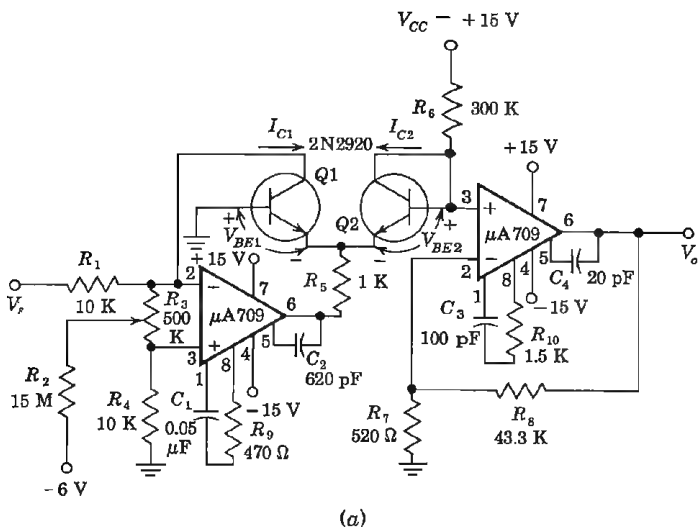 V_CC - +15 V
R_6
300 K
I_C1
2N2920
I_C2
Q1
Q2
+
V_BE1
-
-
V_BE2
+
+15 V
+15 V
3
+
7
6
μA709
V_o
2
-
1
8
4
5
C_4
20 pF
-15 V
C_3
100 pF
R_10
1.5 K
R_1
10 K
2
-
7
6
R_5
1 K
R_3
500
K
μA709
3
+
1
8
4
5
C_2
620 pF
-15 V
R_2
15 M
R_4
10 K
C_1
0.05
μF
R_9
470 Ω
-6 V
R_7
520 Ω
R_8
43.3 K
(a)